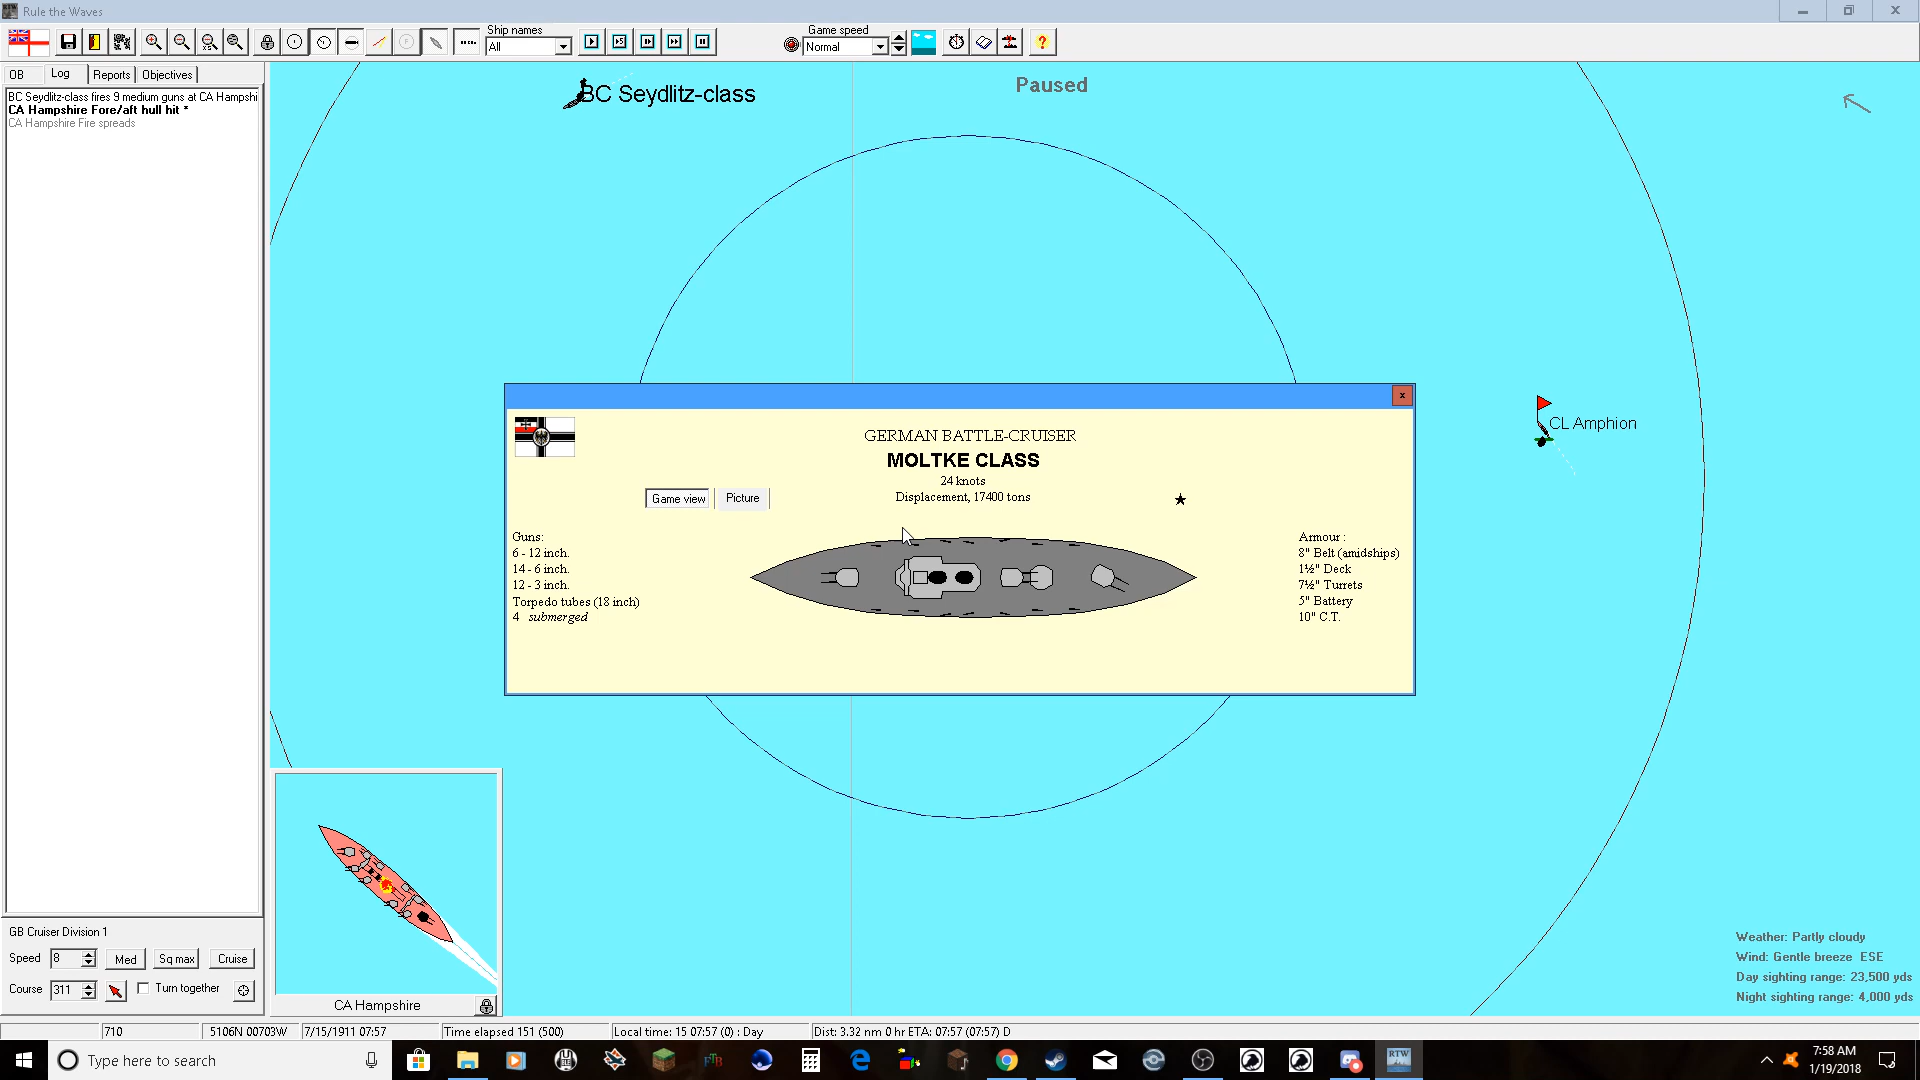 Rule the Waves
Ship names
All
Game speed
Normal
?
OB
Log
Reports
Objectives
BC Seydlitz-class fires 9 medium guns at CA Hampshi
CA Hampshire Fore/aft hull hit *
CA Hampshire Fire spreads
BC Seydlitz-class
Paused
CL Amphion
GERMAN BATTLE-CRUISER
MOLTKE CLASS
24 knots
Displacement, 17400 tons
Game view
Picture
Guns:
6 - 12 inch.
14 - 6 inch.
12 - 3 inch.
Torpedo tubes (18 inch)
4 submerged
Armour :
8" Belt (amidships)
1½" Deck
7½" Turrets
5" Battery
10" C.T.
GB Cruiser Division 1
Speed 8 Med Sq max Cruise
Course 311 Turn together
CA Hampshire
Weather: Partly cloudy
Wind: Gentle breeze ESE
Day sighting range: 23,500 yds
Night sighting range: 4,000 yds
710
5106N 00703W
7/15/1911 07:57
Time elapsed 151 (500)
Local time: 15 07:57 (0) : Day
Dist: 3.32 nm 0 hr ETA: 07:57 (07:57) D
Type here to search
FTB
RTW
7:58 AM
1/19/2018